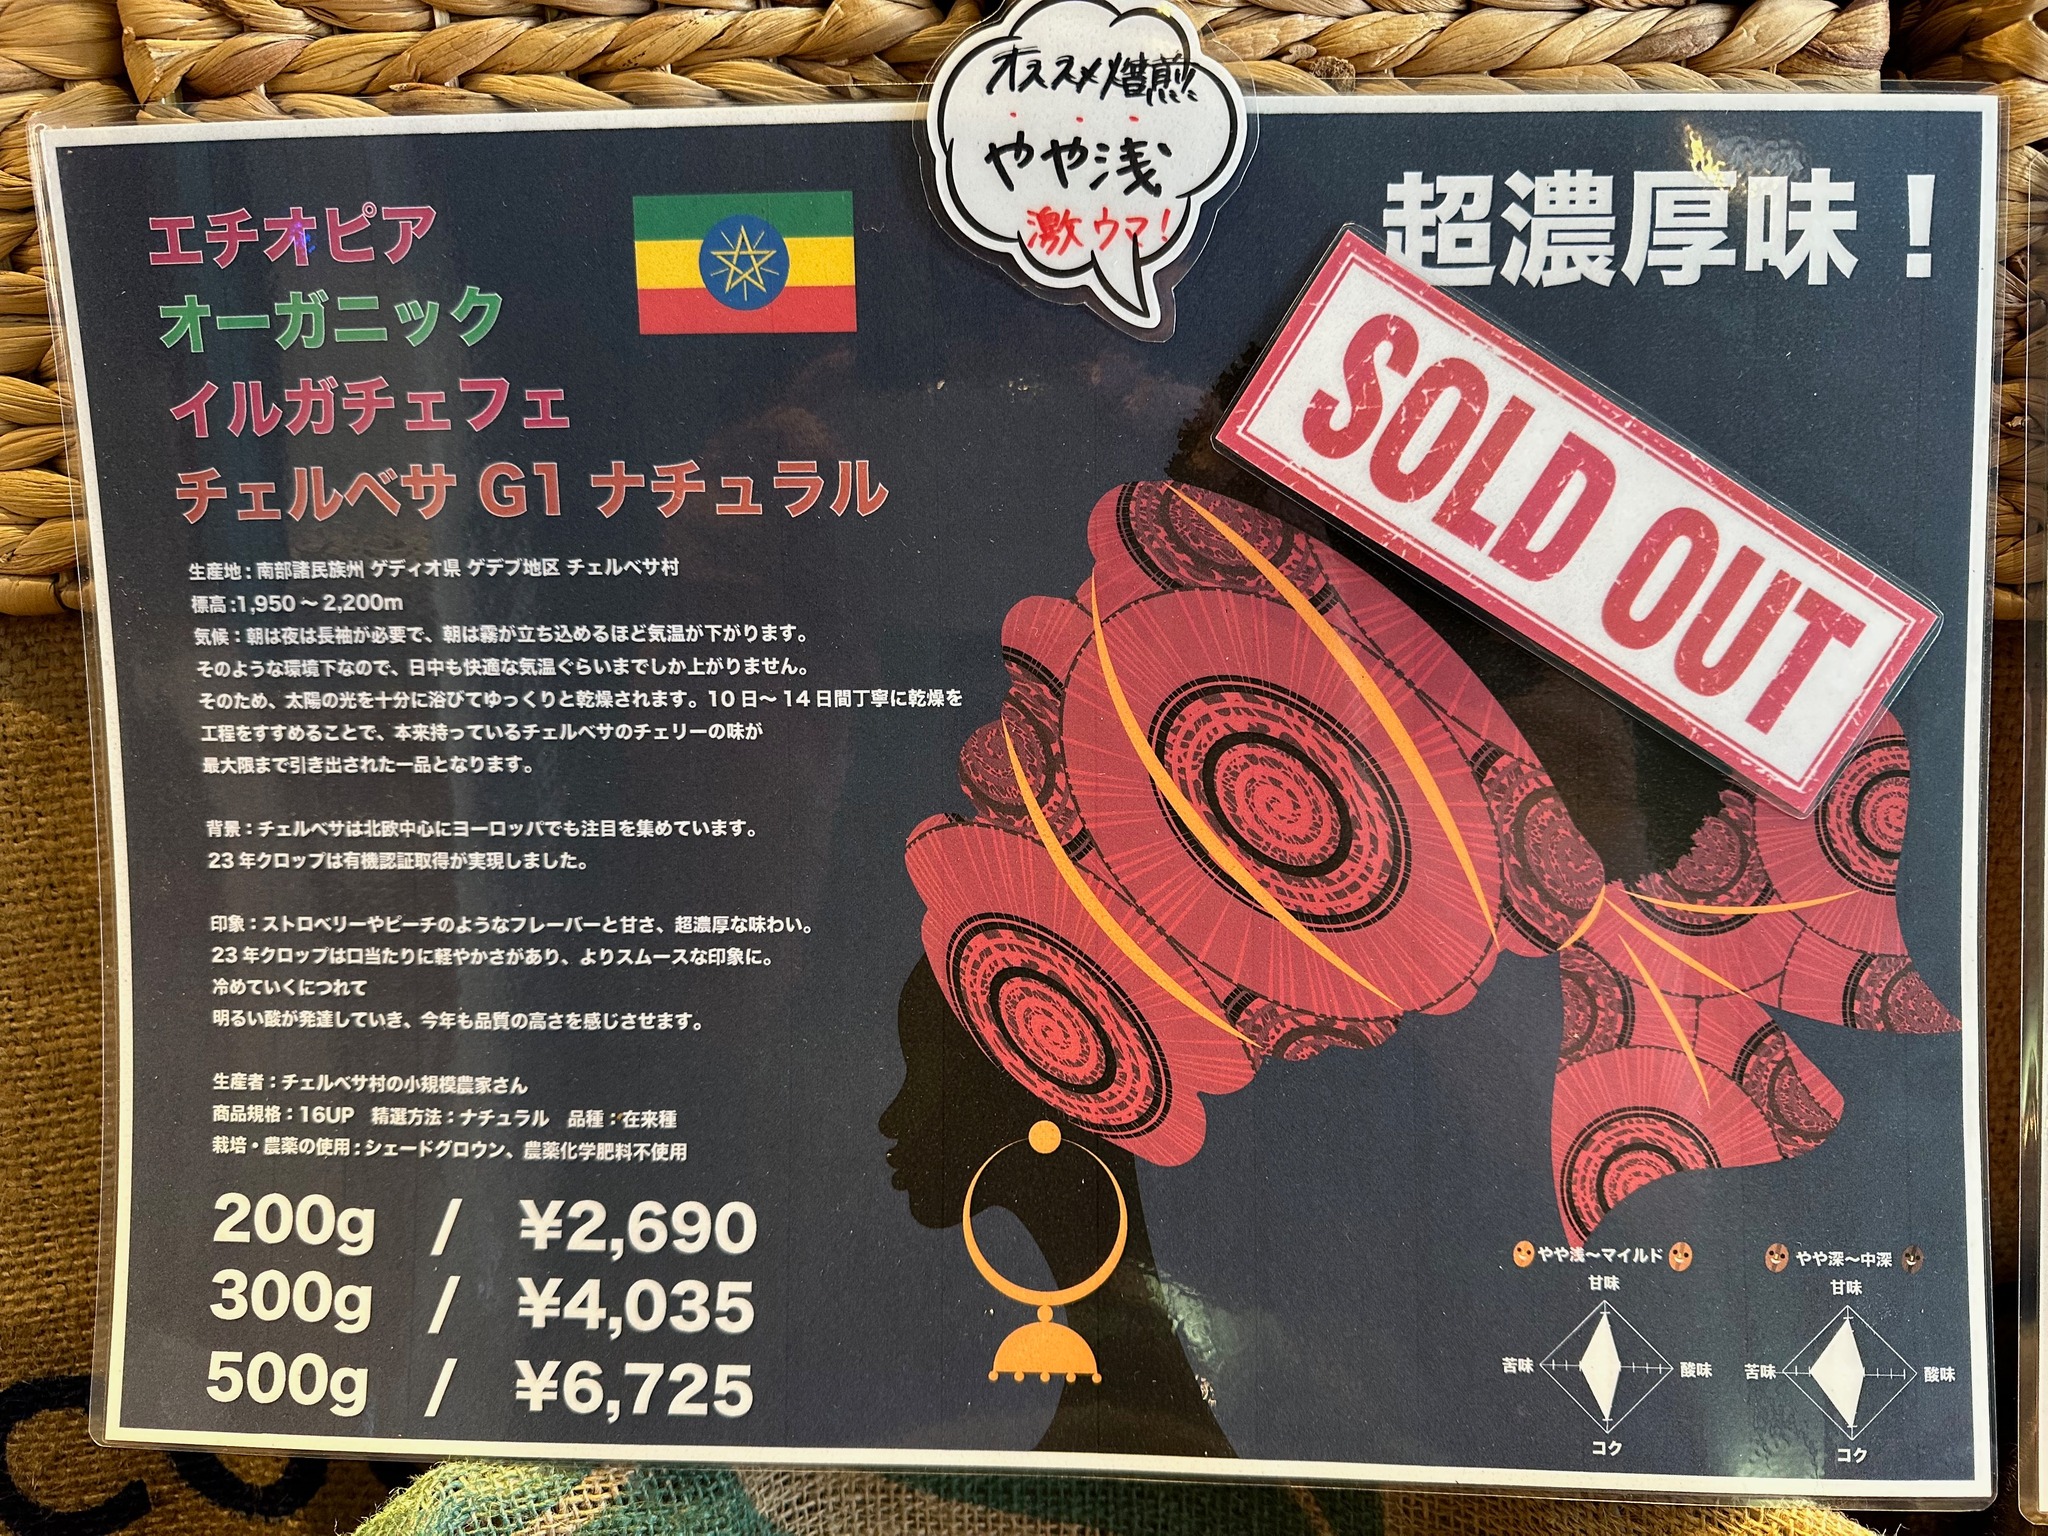 オススメ焙煎
やや浅
激ウマ！
超濃厚味！
SOLD OUT
エチオピア
オーガニック
イルガチェフェ
チェルベサ G1 ナチュラル
生産地：南部諸民族州 ゲディオ県 ゲデブ地区 チェルベサ村
標高：1,950～2,200m
気候：朝は夜は長袖が必要で、朝は霧が立ち込めるほど気温が下がります。
そのような環境下なので、日中も快適な気温ぐらいまでしか上がりません。
そのため、太陽の光を十分に浴びてゆっくりと乾燥されます。10日～14日間丁寧に乾燥を
工程をすすめることで、本来持っているチェルベサのチェリーの味が
最大限まで引き出された一品となります。
背景：チェルベサは北欧中心にヨーロッパでも注目を集めています。
23年クロップは有機認証取得が実現しました。
印象：ストロベリーやピーチのようなフレーバーと甘さ、超濃厚な味わい。
23年クロップは口当たりに軽やかさがあり、よりスムースな印象に。
冷めていくにつれて
明るい酸が発達していき、今年も品質の高さを感じさせます。
生産者：チェルベサ村の小規模農家さん
商品規格：16UP 精選方法：ナチュラル 品種：在来種
栽培・農薬の使用：シェードグロウン、農薬化学肥料不使用
200g / ¥2,690
300g / ¥4,035
500g / ¥6,725
やや浅～マイルド
甘味
苦味
酸味
コク
やや深～中深
甘味
苦味
酸味
コク